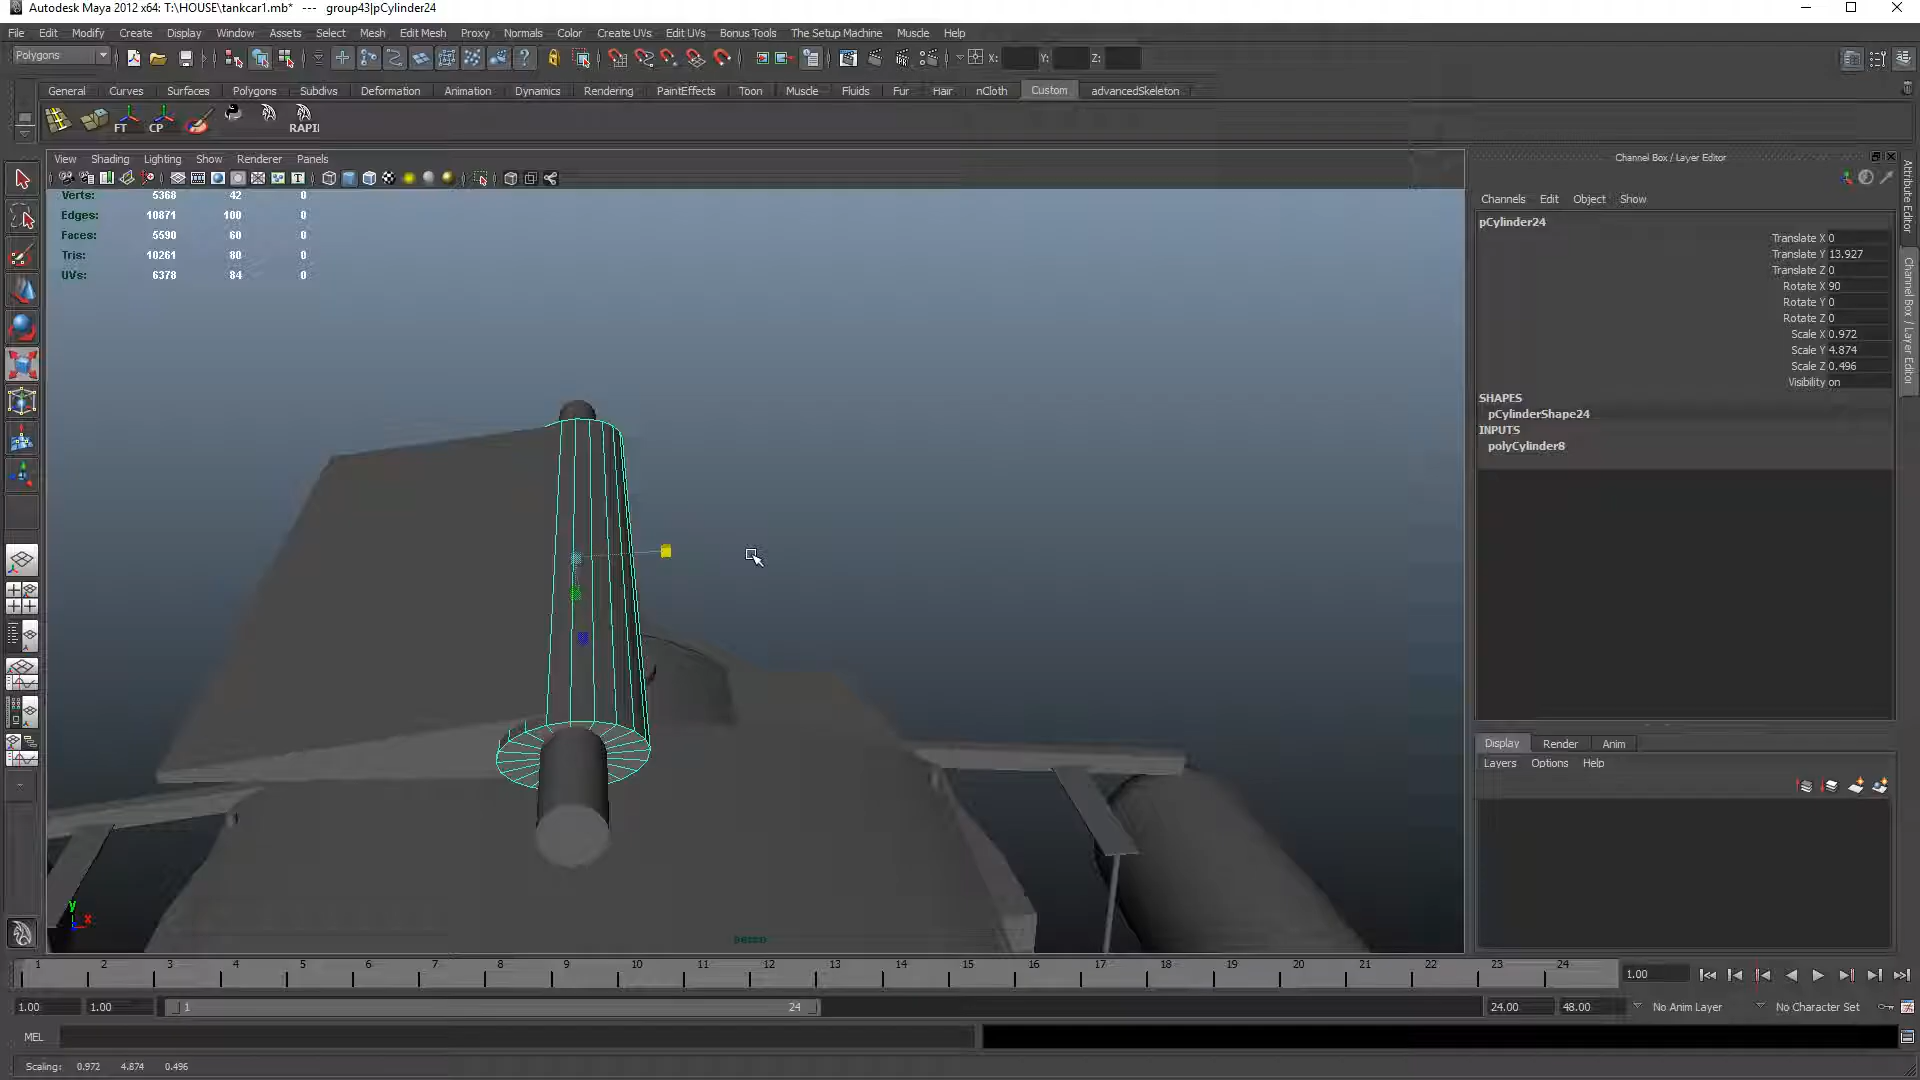 Autodesk Maya 2012 x64: T:\HOUSE\tankcar1.mb* --- group43|pCylinder24
File Edit Modify Create Display Window Assets Select Mesh Edit Mesh Proxy Normals Color Create UVs Edit UVs Bonus Tools The Setup Machine Muscle Help
Polygons X: Y: Z:
General Curves Surfaces Polygons Subdivs Deformation Animation Dynamics Rendering PaintEffects Toon Muscle Fluids Fur Hair nCloth Custom advancedSkeleton
FT CP RAPII
View Shading Lighting Show Renderer Panels
Channel Box / Layer Editor
Verts: 5368 42 0
Edges: 10871 100 0
Faces: 5590 60 0
Tris: 10261 80 0
UVs: 6378 84 0
Channels Edit Object Show
pCylinder24
Translate X 0
Translate Y 13.927
Translate Z 0
Rotate X 90
Rotate Y 0
Rotate Z 0
Scale X 0.972
Scale Y 4.874
Scale Z 0.496
Visibility on
SHAPES
pCylinderShape24
INPUTS
polyCylinder8
Attribute Editor
Channel Box / Layer Editor
Display Render Anim
Layers Options Help
y
x
persp
1 2 3 4 5 6 7 8 9 10 11 12 13 14 15 16 17 18 19 20 21 22 23 24 1.00
1.00 1.00 1 24 24.00 48.00 No Anim Layer No Character Set
MEL
Scaling: 0.972 4.874 0.496